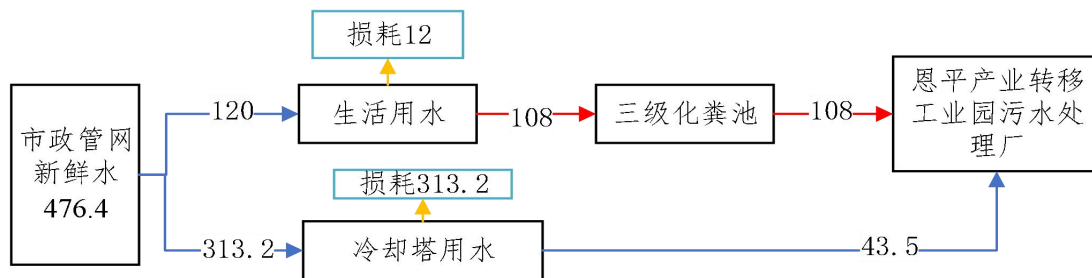 损耗12
市政管网
新鲜水
476.4
120
生活用水
108
三级化粪池
108
恩平产业转移
工业园污水处
理厂
损耗313.2
313.2
冷却塔用水
43.5